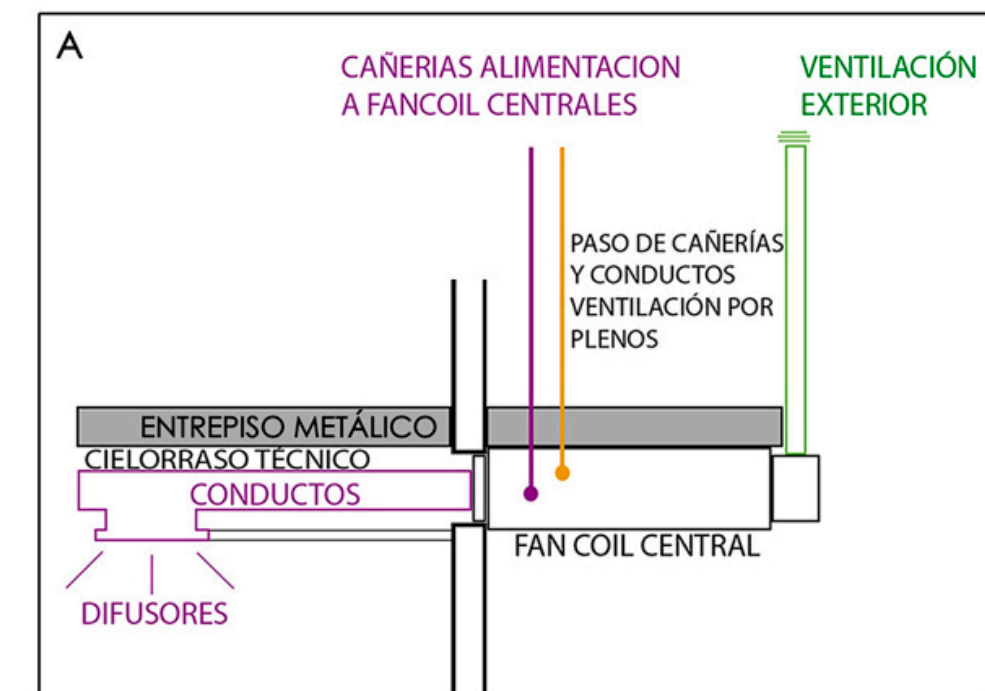 A
CAÑERIAS ALIMENTACION
A FANCOIL CENTRALES
VENTILACIÓN
EXTERIOR
PASO DE CAÑERÍAS
Y CONDUCTOS
VENTILACIÓN POR
PLENOS
ENTREPISO METÁLICO
CIELORRASO TÉCNICO
CONDUCTOS
FAN COIL CENTRAL
DIFUSORES